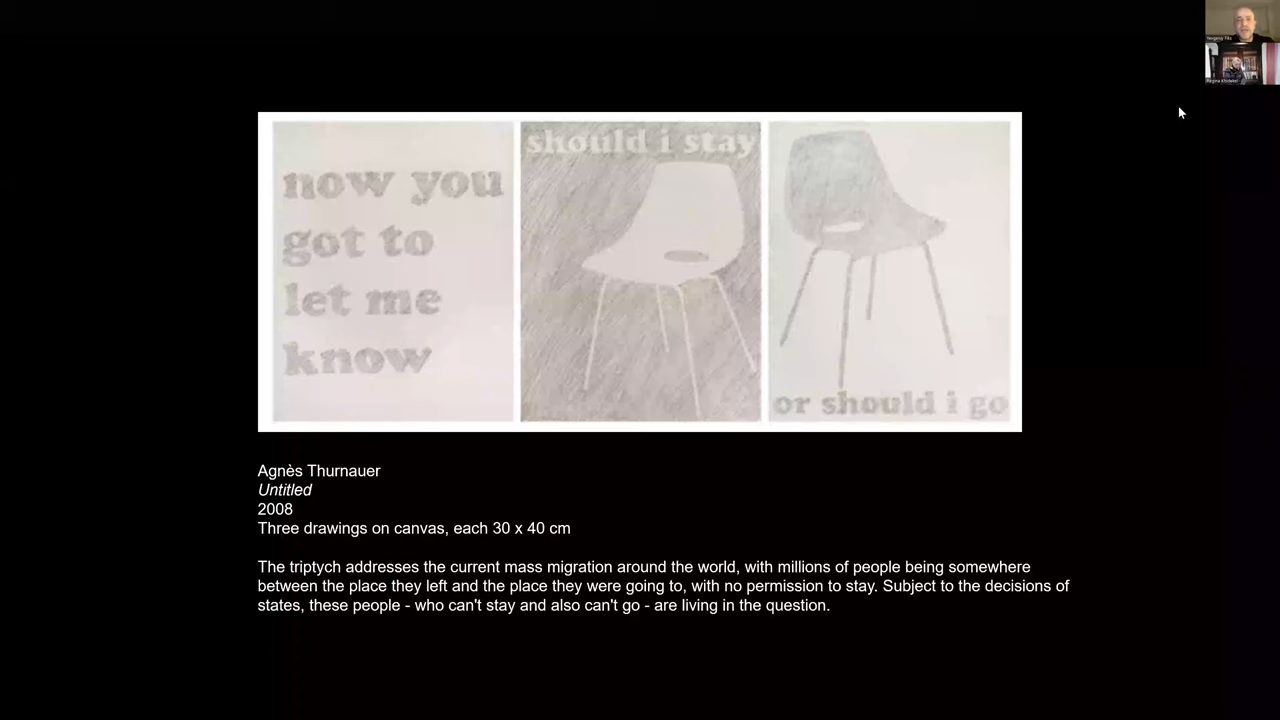 now you
got to
let me
know
should i stay
or should i go
Agnès Thurnauer
Untitled
2008
Three drawings on canvas, each 30 x 40 cm
The triptych addresses the current mass migration around the world, with millions of people being somewhere
between the place they left and the place they were going to, with no permission to stay. Subject to the decisions of
states, these people - who can't stay and also can't go - are living in the question.